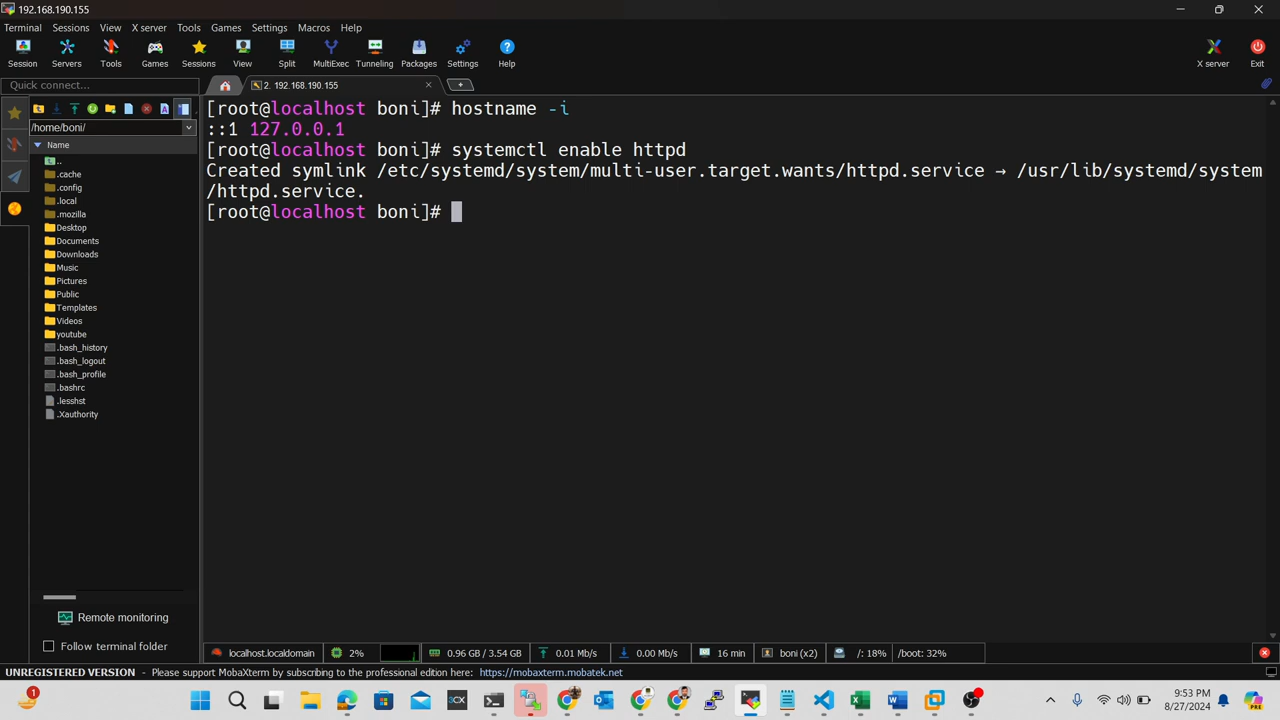 192.168.190.155
Terminal Sessions View X server Tools Games Settings Macros Help
Session Servers Tools Games Sessions View Split MultiExec Tunneling Packages Settings Help X server Exit
Quick connect...
2. 192.168.190.155
/home/boni/
Name
..
.cache
.config
.local
.mozilla
Desktop
Documents
Downloads
Music
Pictures
Public
Templates
Videos
youtube
.bash_history
.bash_logout
.bash_profile
.bashrc
.lesshst
.Xauthority
Remote monitoring
Follow terminal folder
[root@localhost boni]# hostname -i
::1 127.0.0.1
[root@localhost boni]# systemctl enable httpd
Created symlink /etc/systemd/system/multi-user.target.wants/httpd.service → /usr/lib/systemd/system
/httpd.service.
[root@localhost boni]#
localhost.localdomain 2% 0.96 GB / 3.54 GB 0.01 Mb/s 0.00 Mb/s 16 min boni (x2) /: 18% /boot: 32%
UNREGISTERED VERSION - Please support MobaXterm by subscribing to the professional edition here: https://mobaxterm.mobatek.net
1
3CX
9:53 PM
8/27/2024
PRE